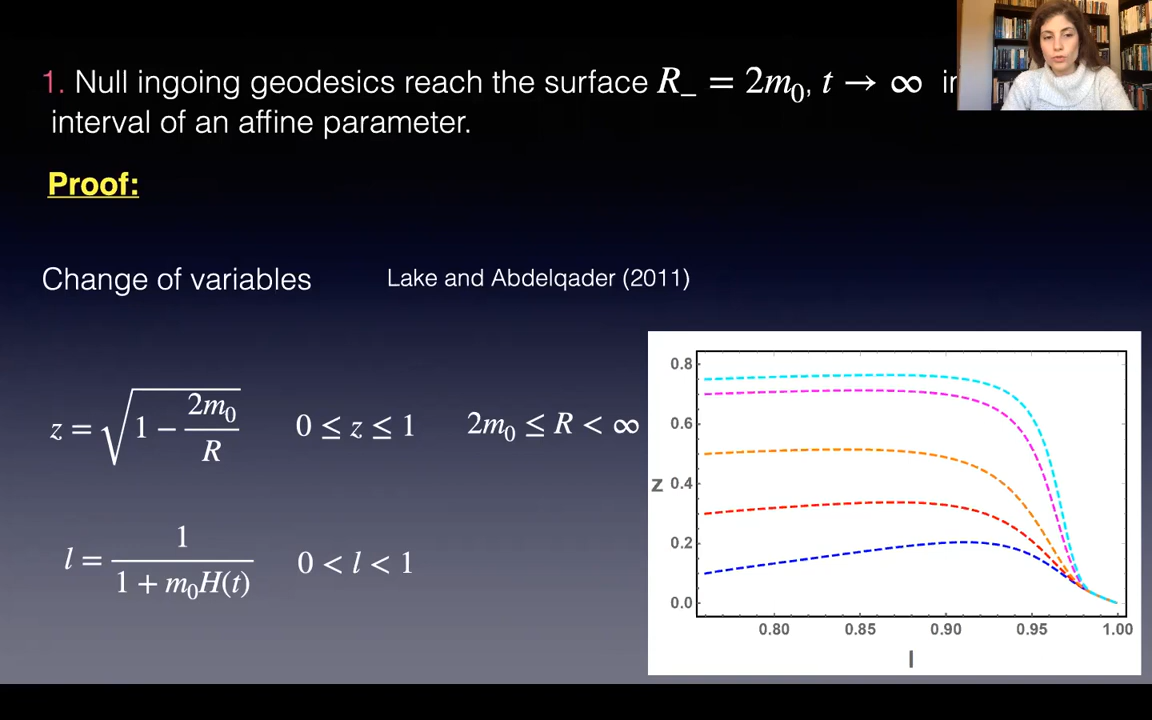 1. Null ingoing geodesics reach the surface R_ = 2m₀, t → ∞
interval of an affine parameter.
Proof:
Change of variables
Lake and Abdelqader (2011)
z = √(1 − 2m₀/R)
0 ≤ z ≤ 1
2m₀ ≤ R < ∞
l = 1/(1 + m₀H(t))
0 < l < 1
0.8
0.6
z 0.4
0.2
0.0
0.80 0.85 0.90 0.95 1.00
l